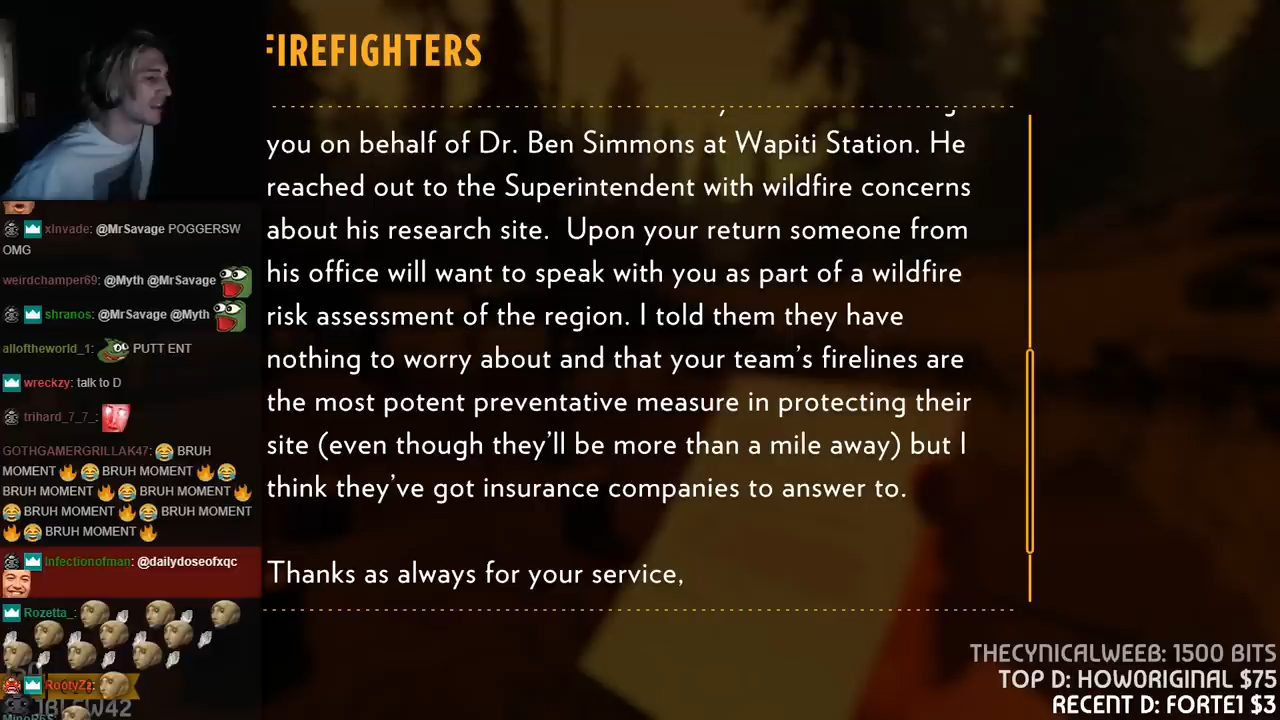 FIREFIGHTERS
you on behalf of Dr. Ben Simmons at Wapiti Station. He
reached out to the Superintendent with wildfire concerns
about his research site. Upon your return someone from
his office will want to speak with you as part of a wildfire
risk assessment of the region. I told them they have
nothing to worry about and that your team’s firelines are
the most potent preventative measure in protecting their
site (even though they’ll be more than a mile away) but I
think they’ve got insurance companies to answer to.
Thanks as always for your service,
xInvade: @MrSavage POGGERSW
OMG
weirdchamper69: @Myth @MrSavage
shranos: @MrSavage @Myth
alloftheworld_1: PUTT ENT
wreckzy: talk to D
trihard_7_7_:
GOTHGAMERGRILLAK47: 😂 BRUH
MOMENT 🔥 😂 BRUH MOMENT 🔥 😂
BRUH MOMENT 🔥 😂 BRUH MOMENT 🔥
😂 BRUH MOMENT 🔥 😂 BRUH MOMENT
🔥 😂 BRUH MOMENT 🔥
Infectionofman: @dailydoseofxqc
Rozetta_:
RootyZz:
THECYNICALWEEB: 1500 BITS
TOP D: HOWORIGINAL $75
RECENT D: FORTE1 $3